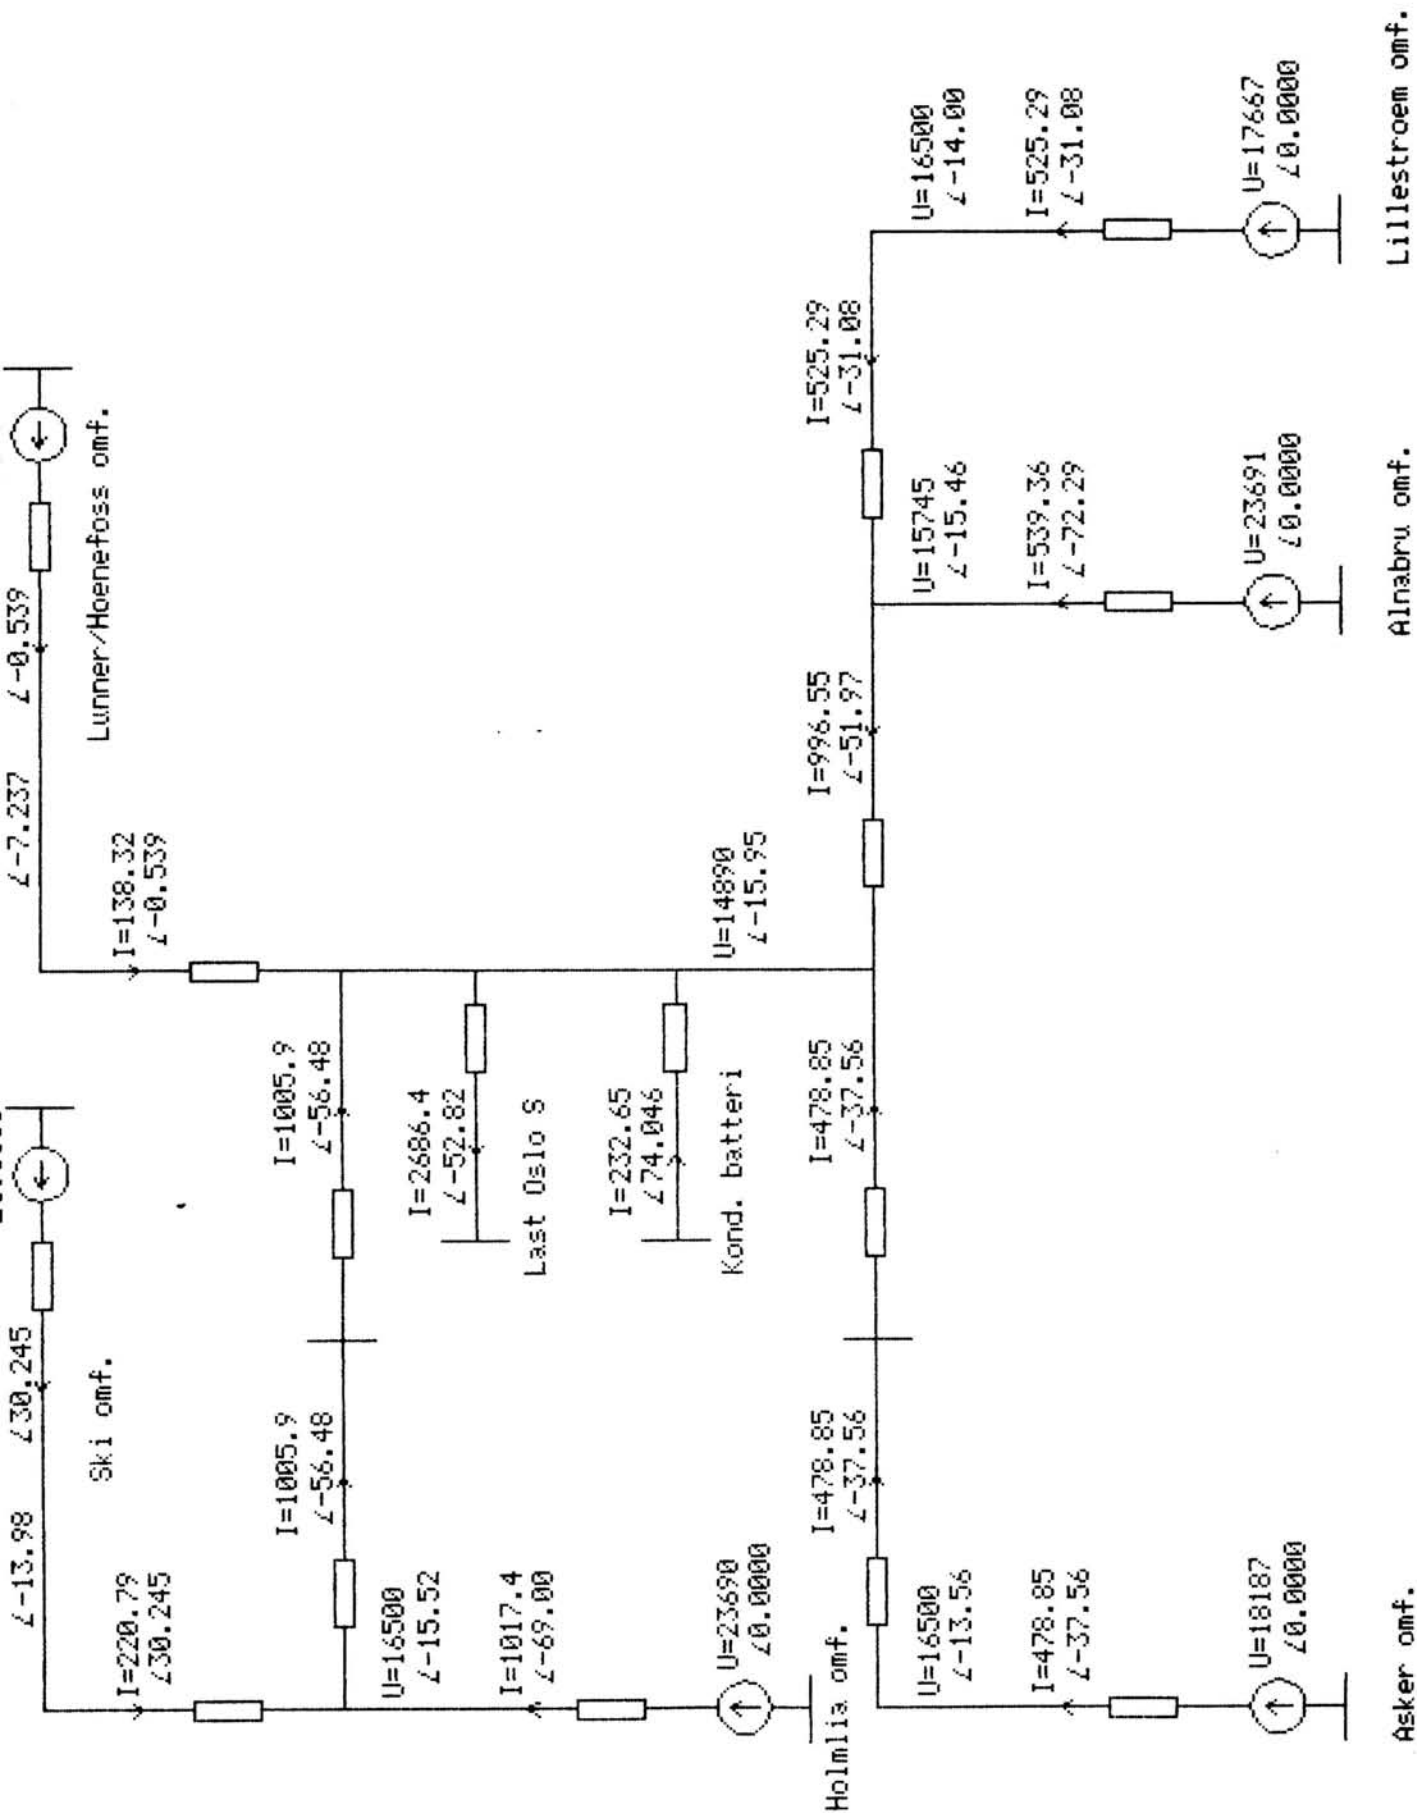 ∠-13.98
∠30.245
∠-7.237
∠-0.539
Ski omf.
Lunner/Hoenefoss omf.
I=220.79
∠30.245
I=138.32
∠-0.539
I=1005.9
∠-56.48
I=1005.9
∠-56.48
U=16500
∠-15.52
I=2686.4
∠-52.82
Last Oslo S
I=1017.4
∠-69.00
I=232.65
∠74.046
Kond. batteri
U=23690
∠0.0000
U=14890
∠-15.95
Holmlia omf.
I=478.85
∠-37.56
I=478.85
∠-37.56
I=996.55
∠-51.97
I=525.29
∠-31.08
U=16500
∠-13.56
U=15745
∠-15.46
U=16500
∠-14.00
I=478.85
∠-37.56
I=539.36
∠-72.29
I=525.29
∠-31.08
U=18187
∠0.0000
U=23691
∠0.0000
U=17667
∠0.0000
Asker omf.
Alnabru omf.
Lillestroem omf.